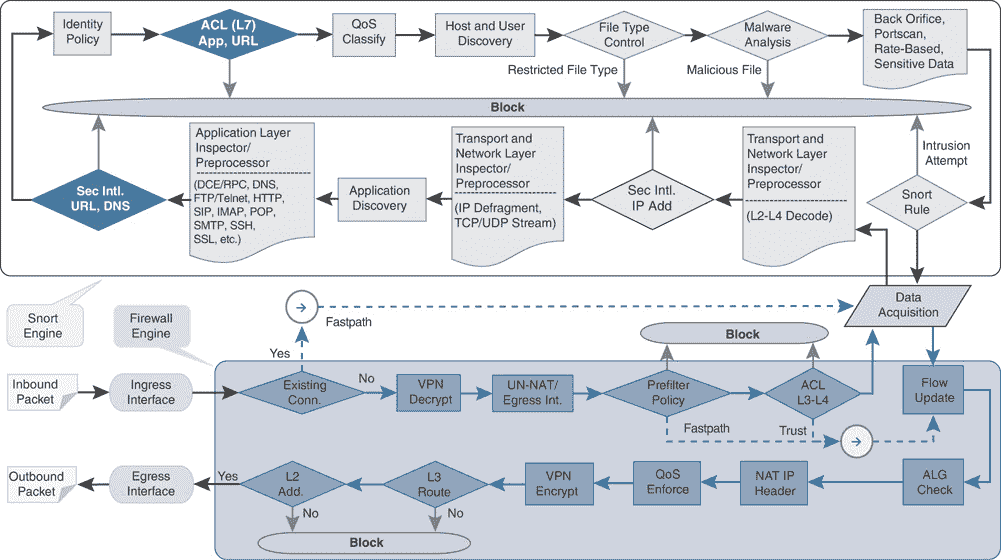 Identity
Policy
ACL (L7)
App, URL
QoS
Classify
Host and User
Discovery
File Type
Control
Malware
Analysis
Back Orifice,
Portscan,
Rate-Based,
Sensitive Data
Restricted File Type
Malicious File
Block
Sec Intl.
URL, DNS
Application Layer
Inspector/
Preprocessor
(DCE/RPC, DNS,
FTP/Telnet, HTTP,
SIP, IMAP, POP,
SMTP, SSH,
SSL, etc.)
Application
Discovery
Transport and
Network Layer
Inspector/
Preprocessor
(IP Defragment,
TCP/UDP Stream)
Sec Intl.
IP Add
Transport and
Network Layer
Inspector/
Preprocessor
(L2-L4 Decode)
Intrusion
Attempt
Snort
Rule
Snort
Engine
Firewall
Engine
Fastpath
Data
Acquisition
Block
Yes
Inbound
Packet
Ingress
Interface
Existing
Conn.
No
VPN
Decrypt
UN-NAT/
Egress Int.
Prefilter
Policy
ACL
L3-L4
Flow
Update
Fastpath
Trust
Outbound
Packet
Egress
Interface
Yes
L2
Add.
L3
Route
VPN
Encrypt
QoS
Enforce
NAT IP
Header
ALG
Check
No
No
Block